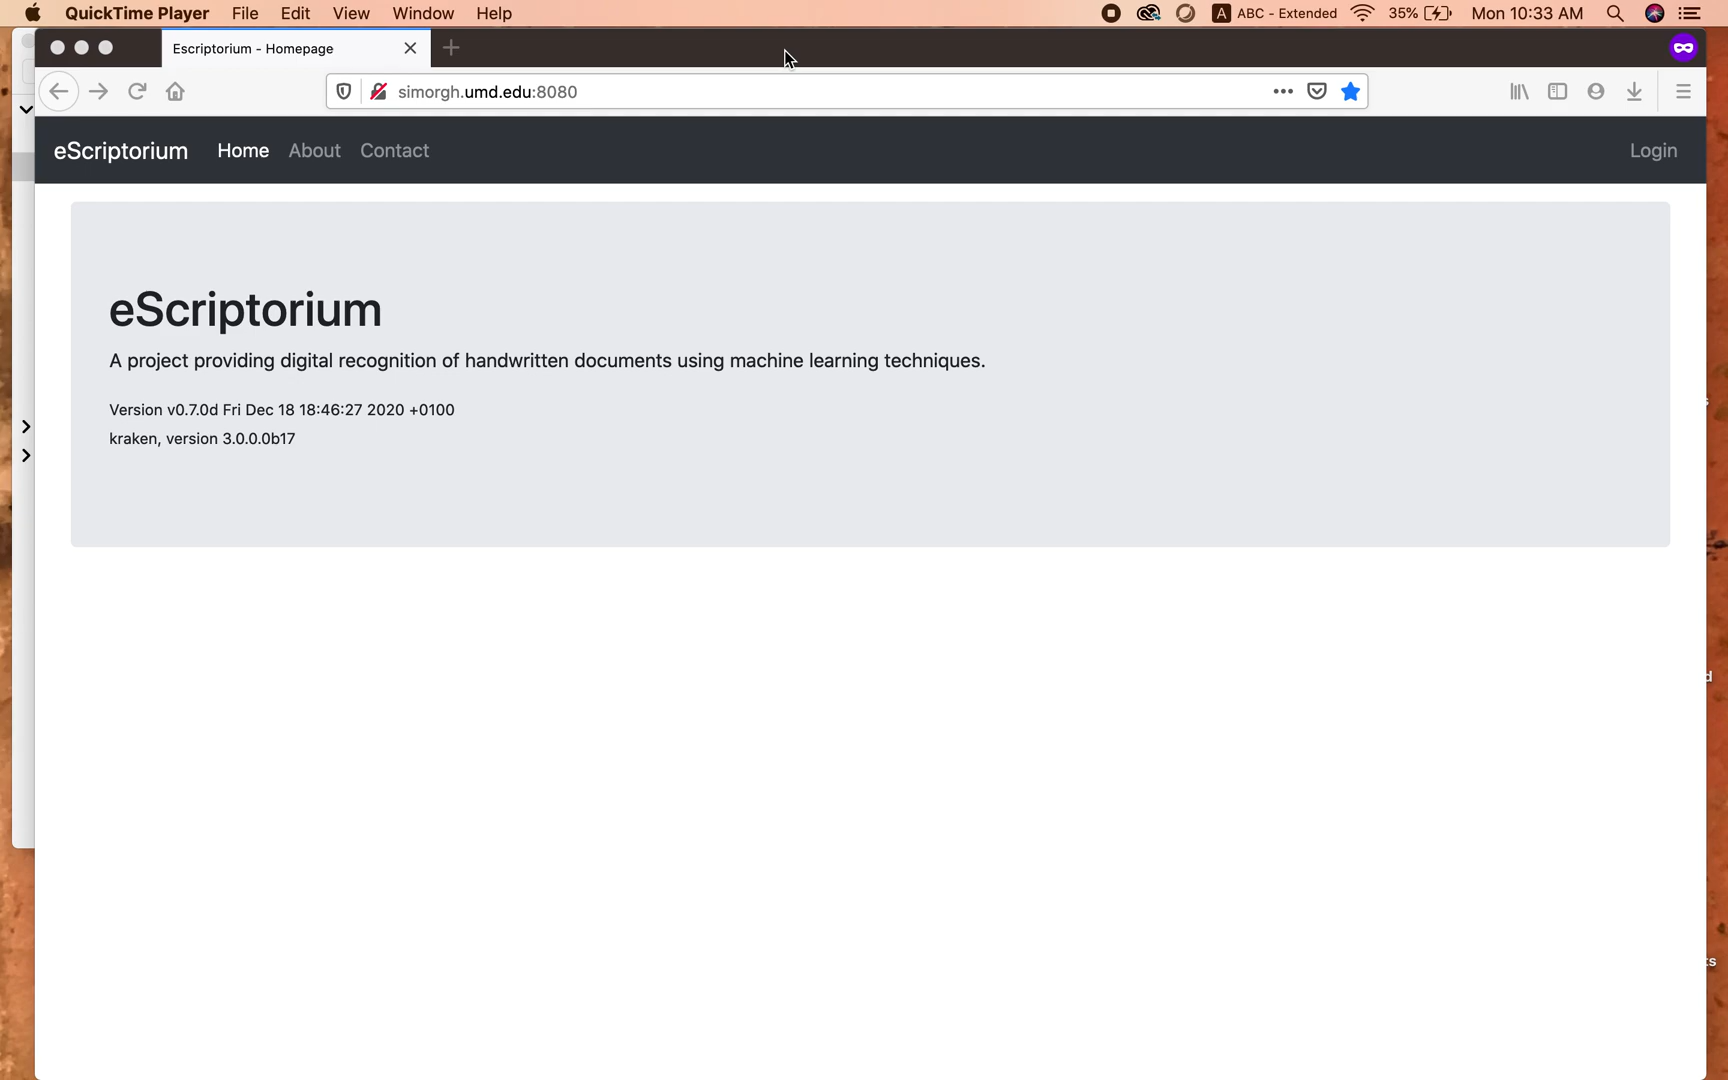 QuickTime Player File Edit View Window Help A ABC - Extended 35% Mon 10:33 AM
Escriptorium - Homepage
simorgh.umd.edu:8080
eScriptorium Home About Contact Login
eScriptorium
A project providing digital recognition of handwritten documents using machine learning techniques.
Version v0.7.0d Fri Dec 18 18:46:27 2020 +0100
kraken, version 3.0.0.0b17